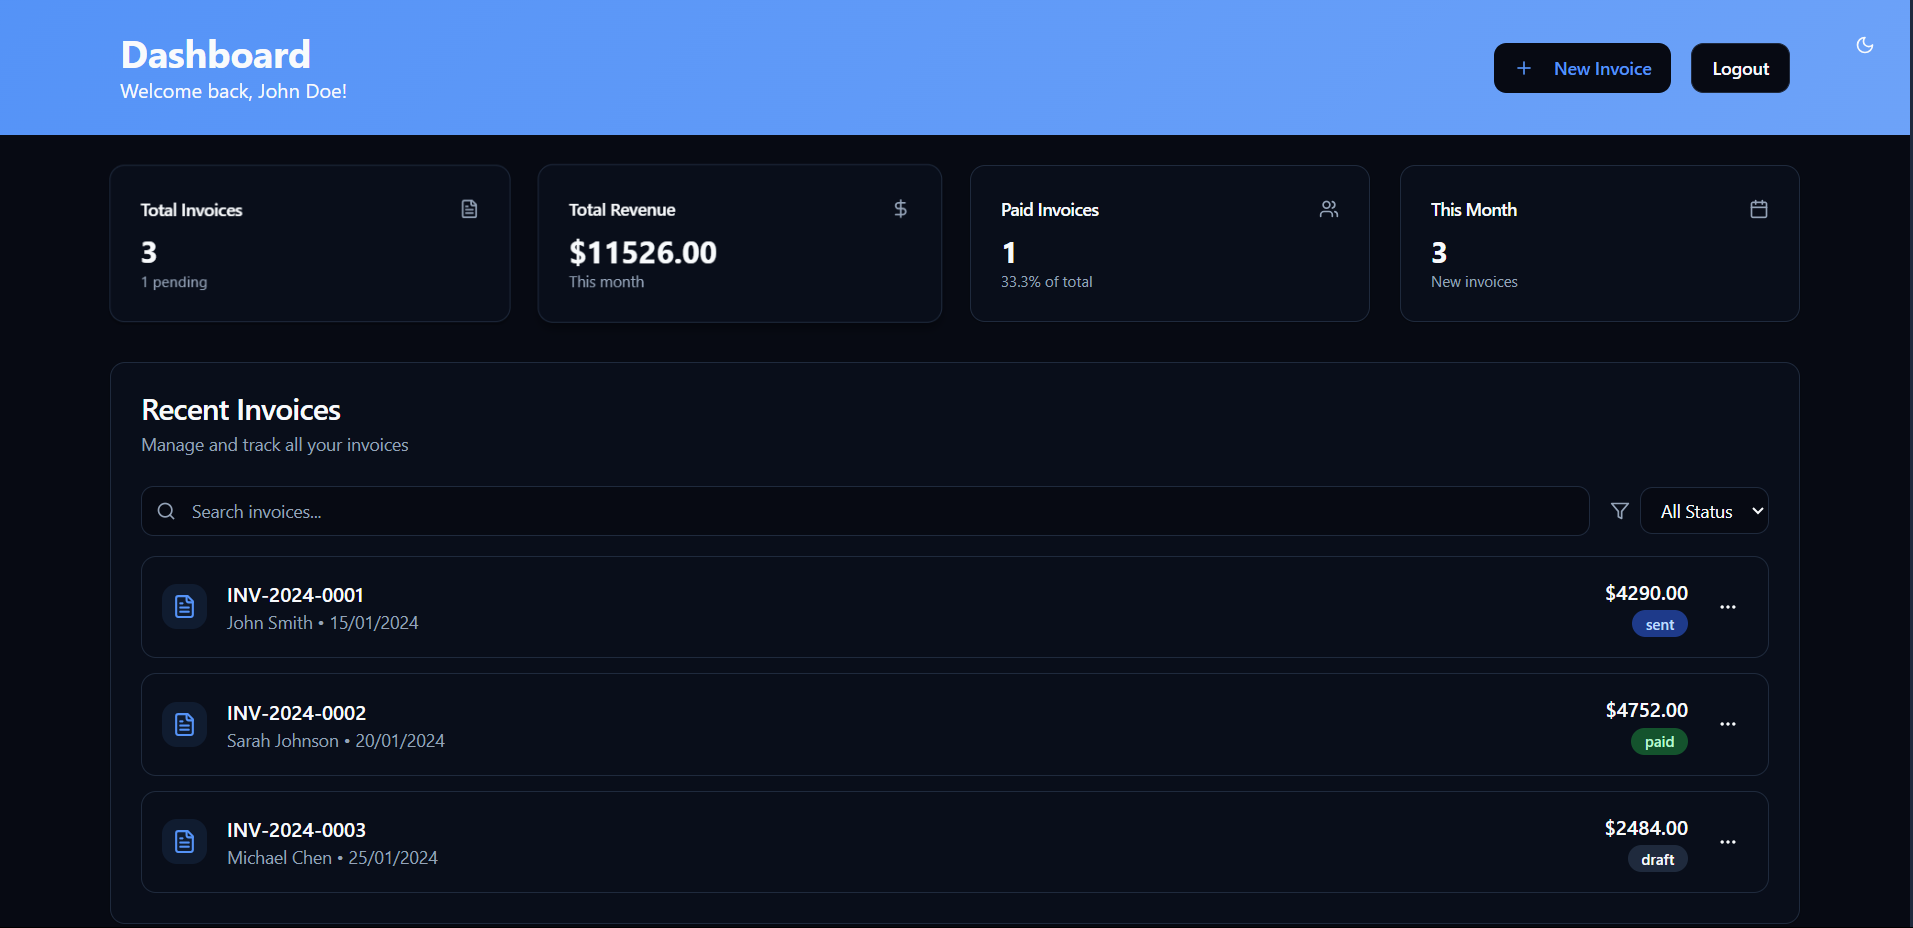 Dashboard
Welcome back, John Doe!
+ New Invoice
Logout
Total Invoices
3
1 pending
Total Revenue
$11526.00
This month
Paid Invoices
1
33.3% of total
This Month
3
New invoices
Recent Invoices
Manage and track all your invoices
Search invoices...
All Status
INV-2024-0001
John Smith • 15/01/2024
$4290.00
sent
INV-2024-0002
Sarah Johnson • 20/01/2024
$4752.00
paid
INV-2024-0003
Michael Chen • 25/01/2024
$2484.00
draft